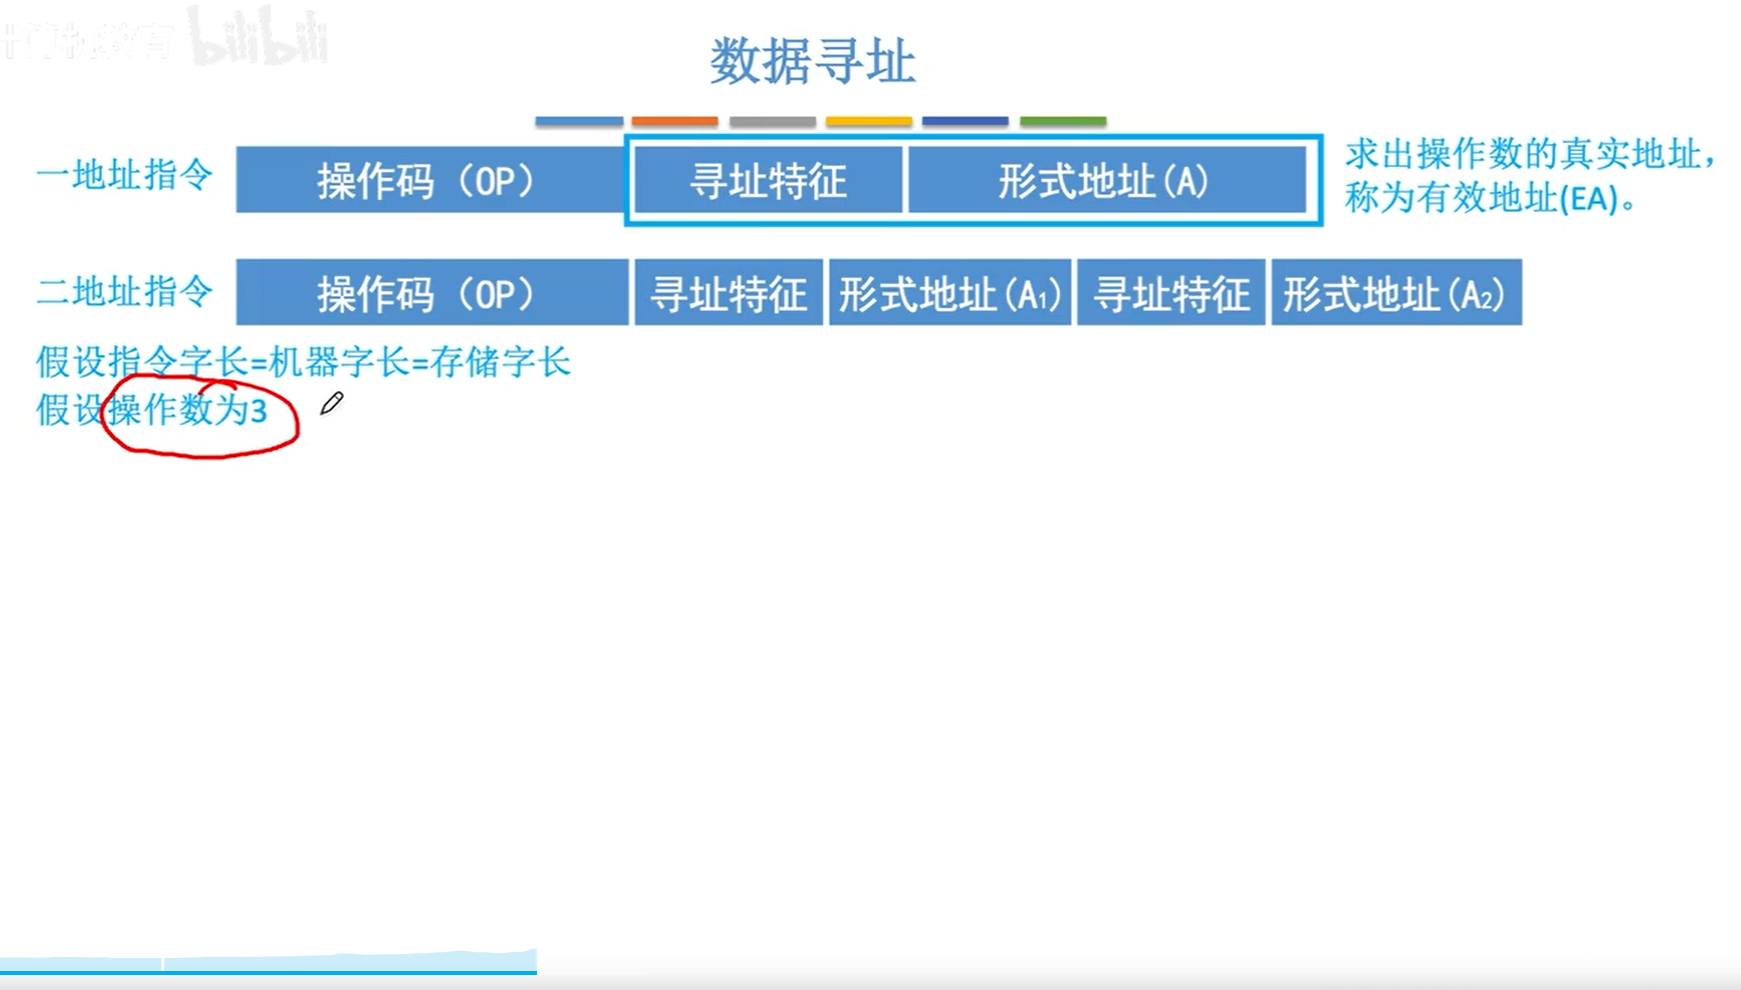 bilibili
数据寻址
一地址指令 操作码（OP） 寻址特征 形式地址(A)
求出操作数的真实地址，
称为有效地址(EA)。
二地址指令 操作码（OP） 寻址特征 形式地址(A₁) 寻址特征 形式地址(A₂)
假设指令字长=机器字长=存储字长
假设操作数为3